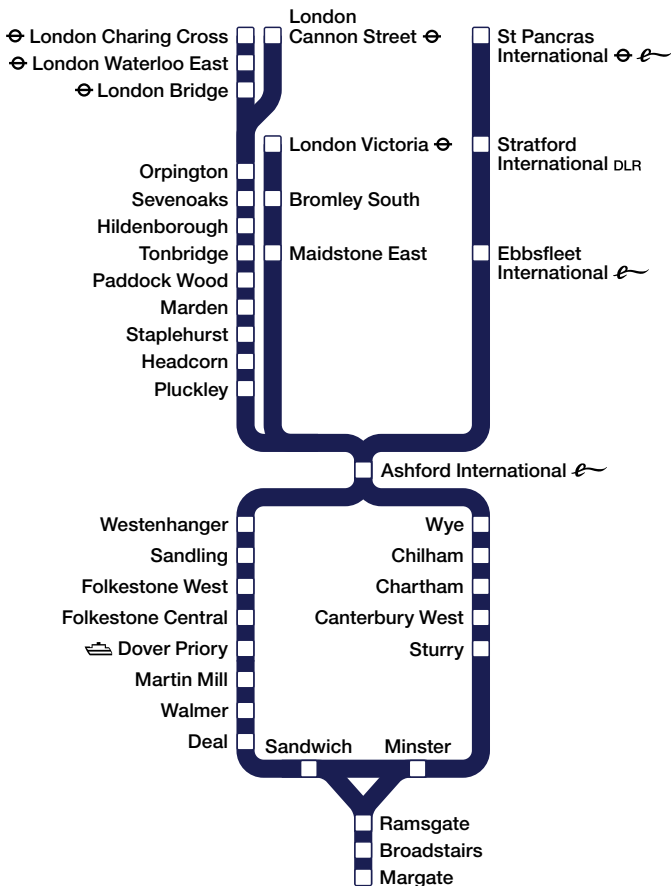 London Charing Cross
London
Cannon Street
St Pancras
International
London Waterloo East
London Bridge
London Victoria
Stratford
International DLR
Orpington
Sevenoaks
Bromley South
Hildenborough
Tonbridge
Maidstone East
Ebbsfleet
International
Paddock Wood
Marden
Staplehurst
Headcorn
Pluckley
Ashford International
Westenhanger
Wye
Sandling
Chilham
Folkestone West
Chartham
Folkestone Central
Canterbury West
Dover Priory
Sturry
Martin Mill
Walmer
Deal
Sandwich
Minster
Ramsgate
Broadstairs
Margate